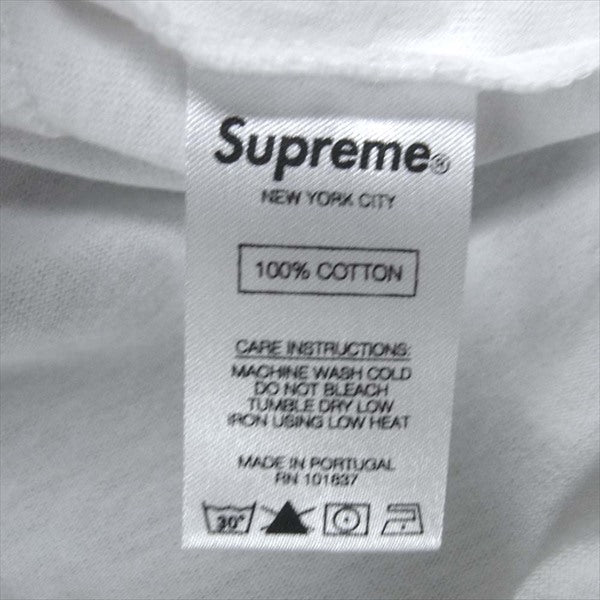 Supreme®
NEW YORK CITY
100% COTTON
CARE INSTRUCTIONS:
MACHINE WASH COLD
DO NOT BLEACH
TUMBLE DRY LOW
IRON USING LOW HEAT
MADE IN PORTUGAL
RN 101837
30°